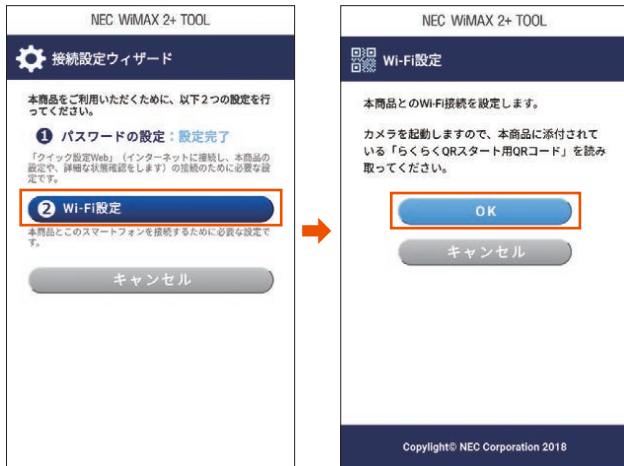 NEC WiMAX 2+ TOOL
接続設定ウィザード
本商品をご利用いただくために、以下2つの設定を行
ってください。
1 パスワードの設定：設定完了
「クイック設定Web」（インターネットに接続し、本商品の
設定や、詳細な状態確認をします）の接続のために必要な設
定です。
2 Wi-Fi設定
本商品とこのスマートフォンを接続するために必要な設定で
す。
キャンセル
NEC WiMAX 2+ TOOL
Wi-Fi設定
本商品とのWi-Fi接続を設定します。
カメラを起動しますので、本商品に添付されて
いる「らくらくQRスタート用QRコード」を読み
取ってください。
OK
キャンセル
Copylight© NEC Corporation 2018